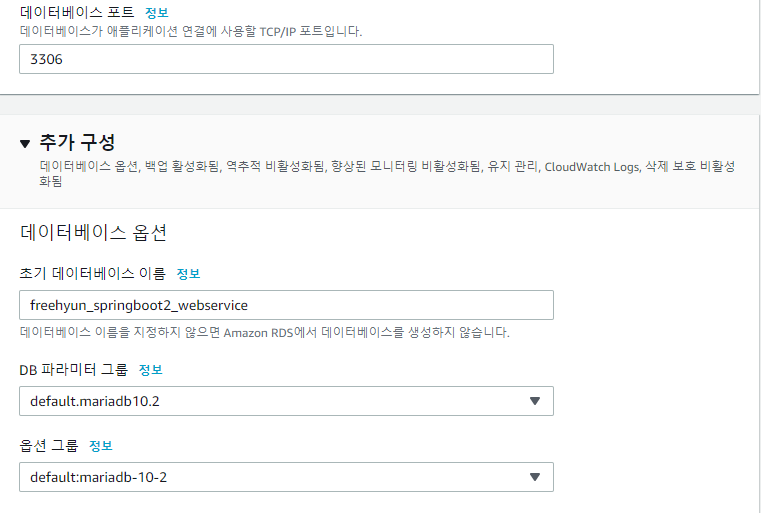 데이터베이스 포트 정보
데이터베이스가 애플리케이션 연결에 사용할 TCP/IP 포트입니다.
3306
추가 구성
데이터베이스 옵션, 백업 활성화됨, 역추적 비활성화됨, 향상된 모니터링 비활성화됨, 유지 관리, CloudWatch Logs, 삭제 보호 비활성
화됨
데이터베이스 옵션
초기 데이터베이스 이름 정보
freehyun_springboot2_webservice
데이터베이스 이름을 지정하지 않으면 Amazon RDS에서 데이터베이스를 생성하지 않습니다.
DB 파라미터 그룹 정보
default.mariadb10.2
옵션 그룹 정보
default:mariadb-10-2